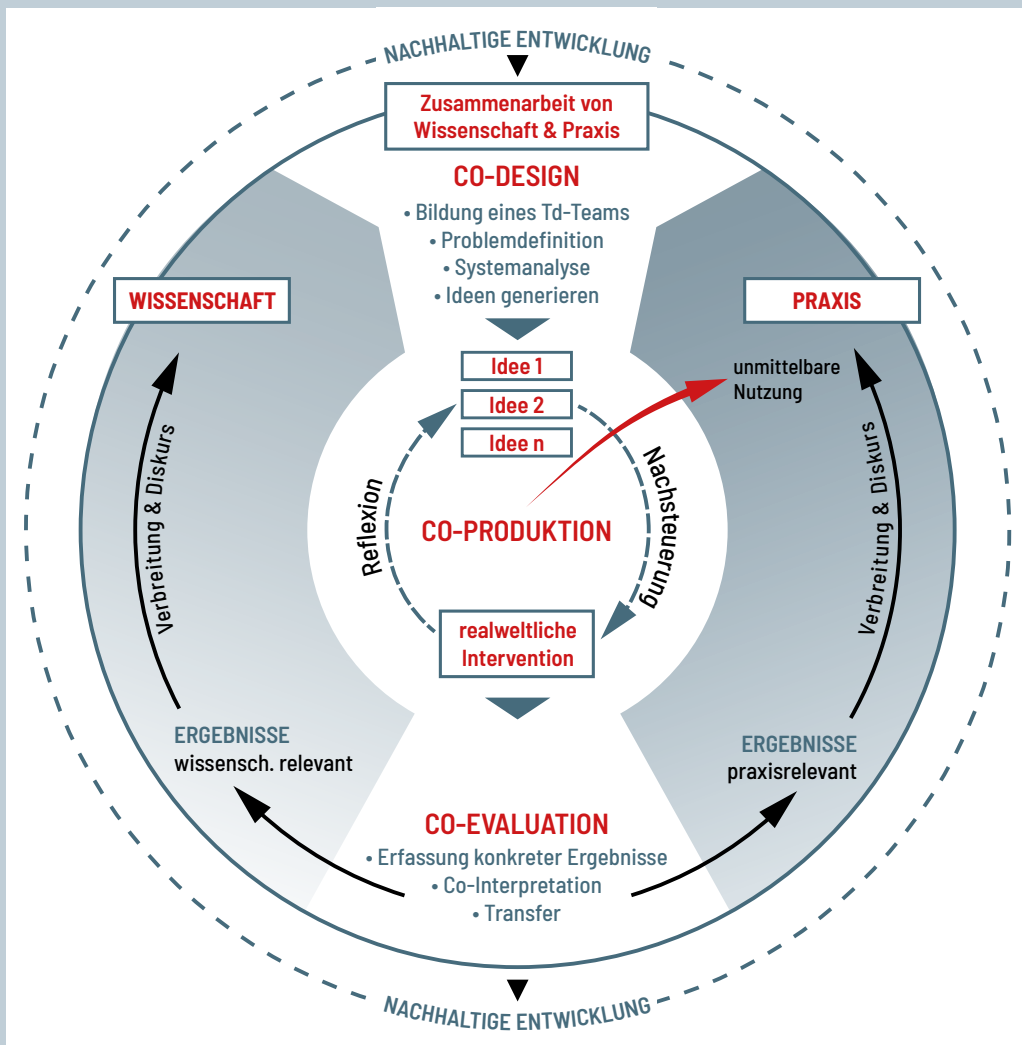 NACHHALTIGE ENTWICKLUNG
Zusammenarbeit von
Wissenschaft & Praxis
CO-DESIGN
• Bildung eines Td-Teams
• Problemdefinition
• Systemanalyse
• Ideen generieren
WISSENSCHAFT
PRAXIS
Idee 1
Idee 2
Idee n
unmittelbare
Nutzung
Reflexion
CO-PRODUKTION
Nachsteuerung
Verbreitung & Diskurs
Verbreitung & Diskurs
realweltliche
Intervention
ERGEBNISSE
wissensch. relevant
ERGEBNISSE
praxisrelevant
CO-EVALUATION
• Erfassung konkreter Ergebnisse
• Co-Interpretation
• Transfer
NACHHALTIGE ENTWICKLUNG